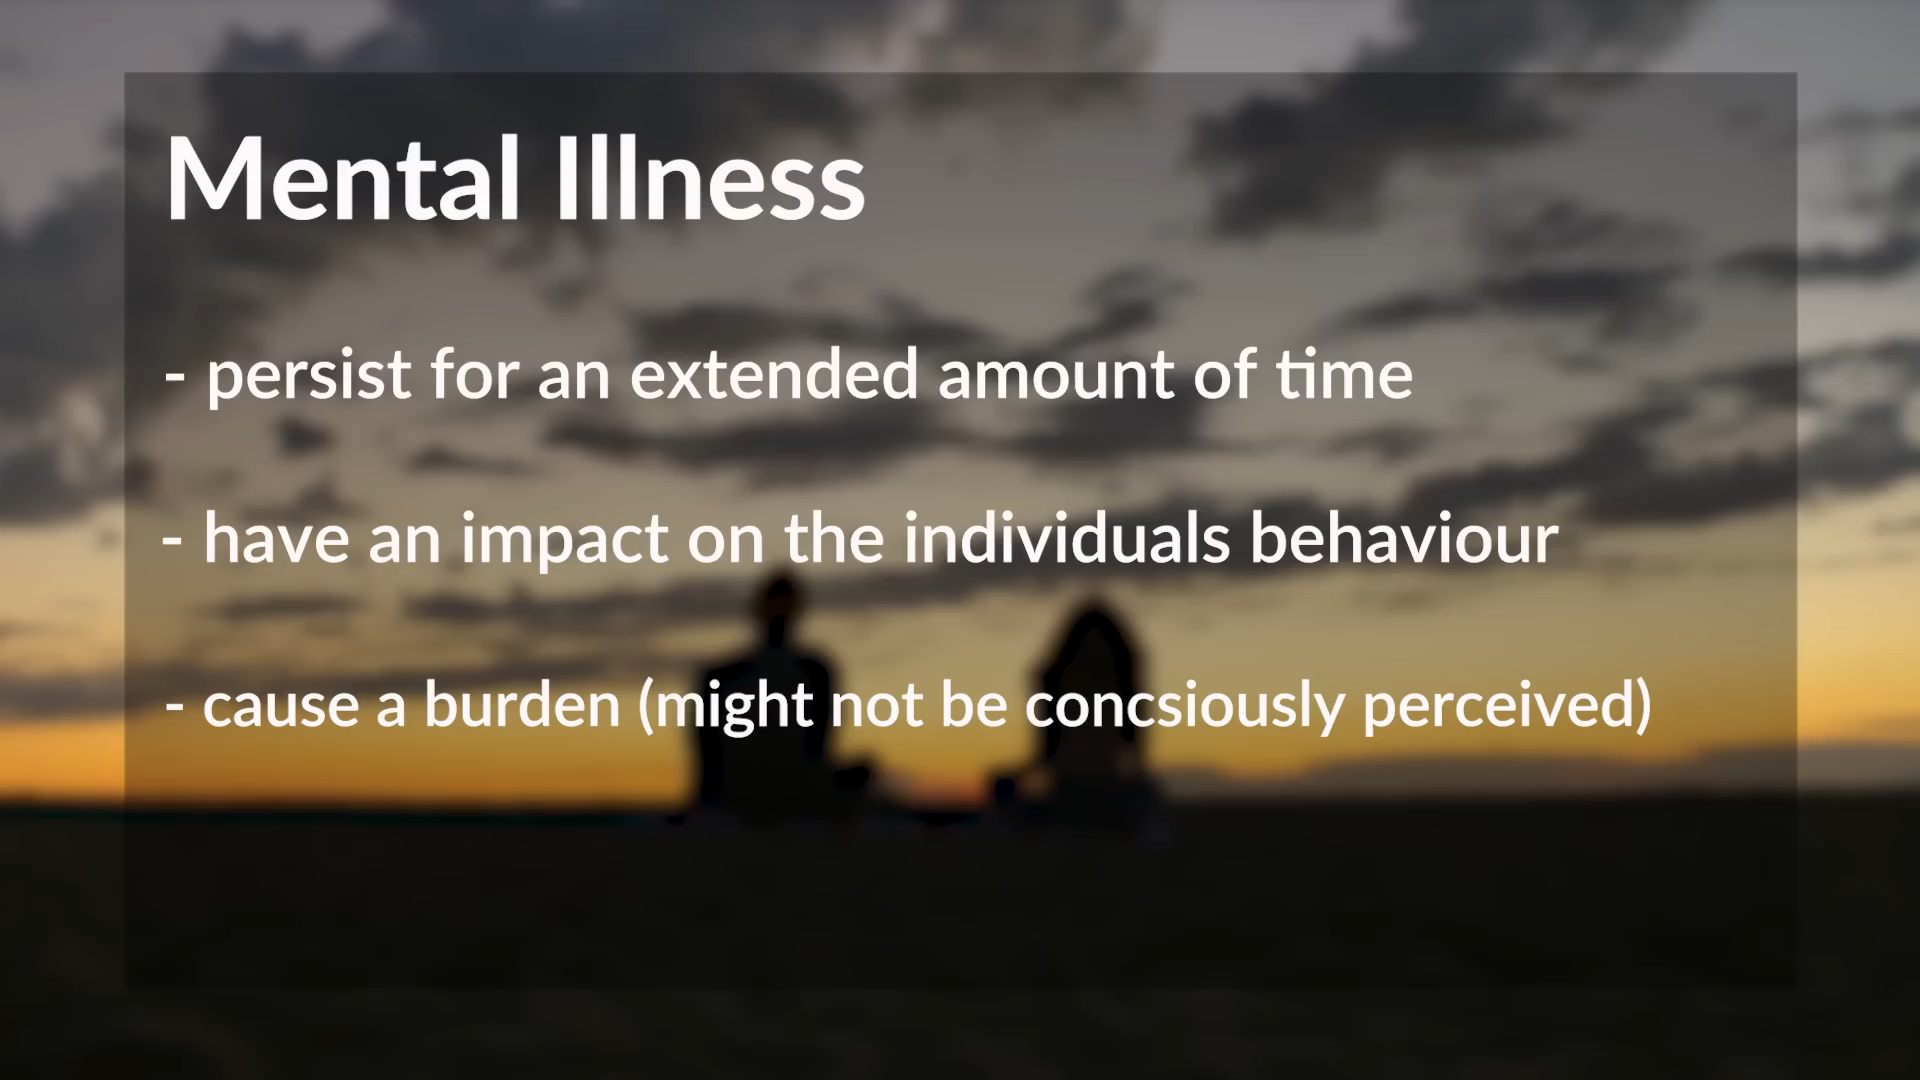 Mental Illness
- persist for an extended amount of time
- have an impact on the individuals behaviour
- cause a burden (might not be concsiously perceived)